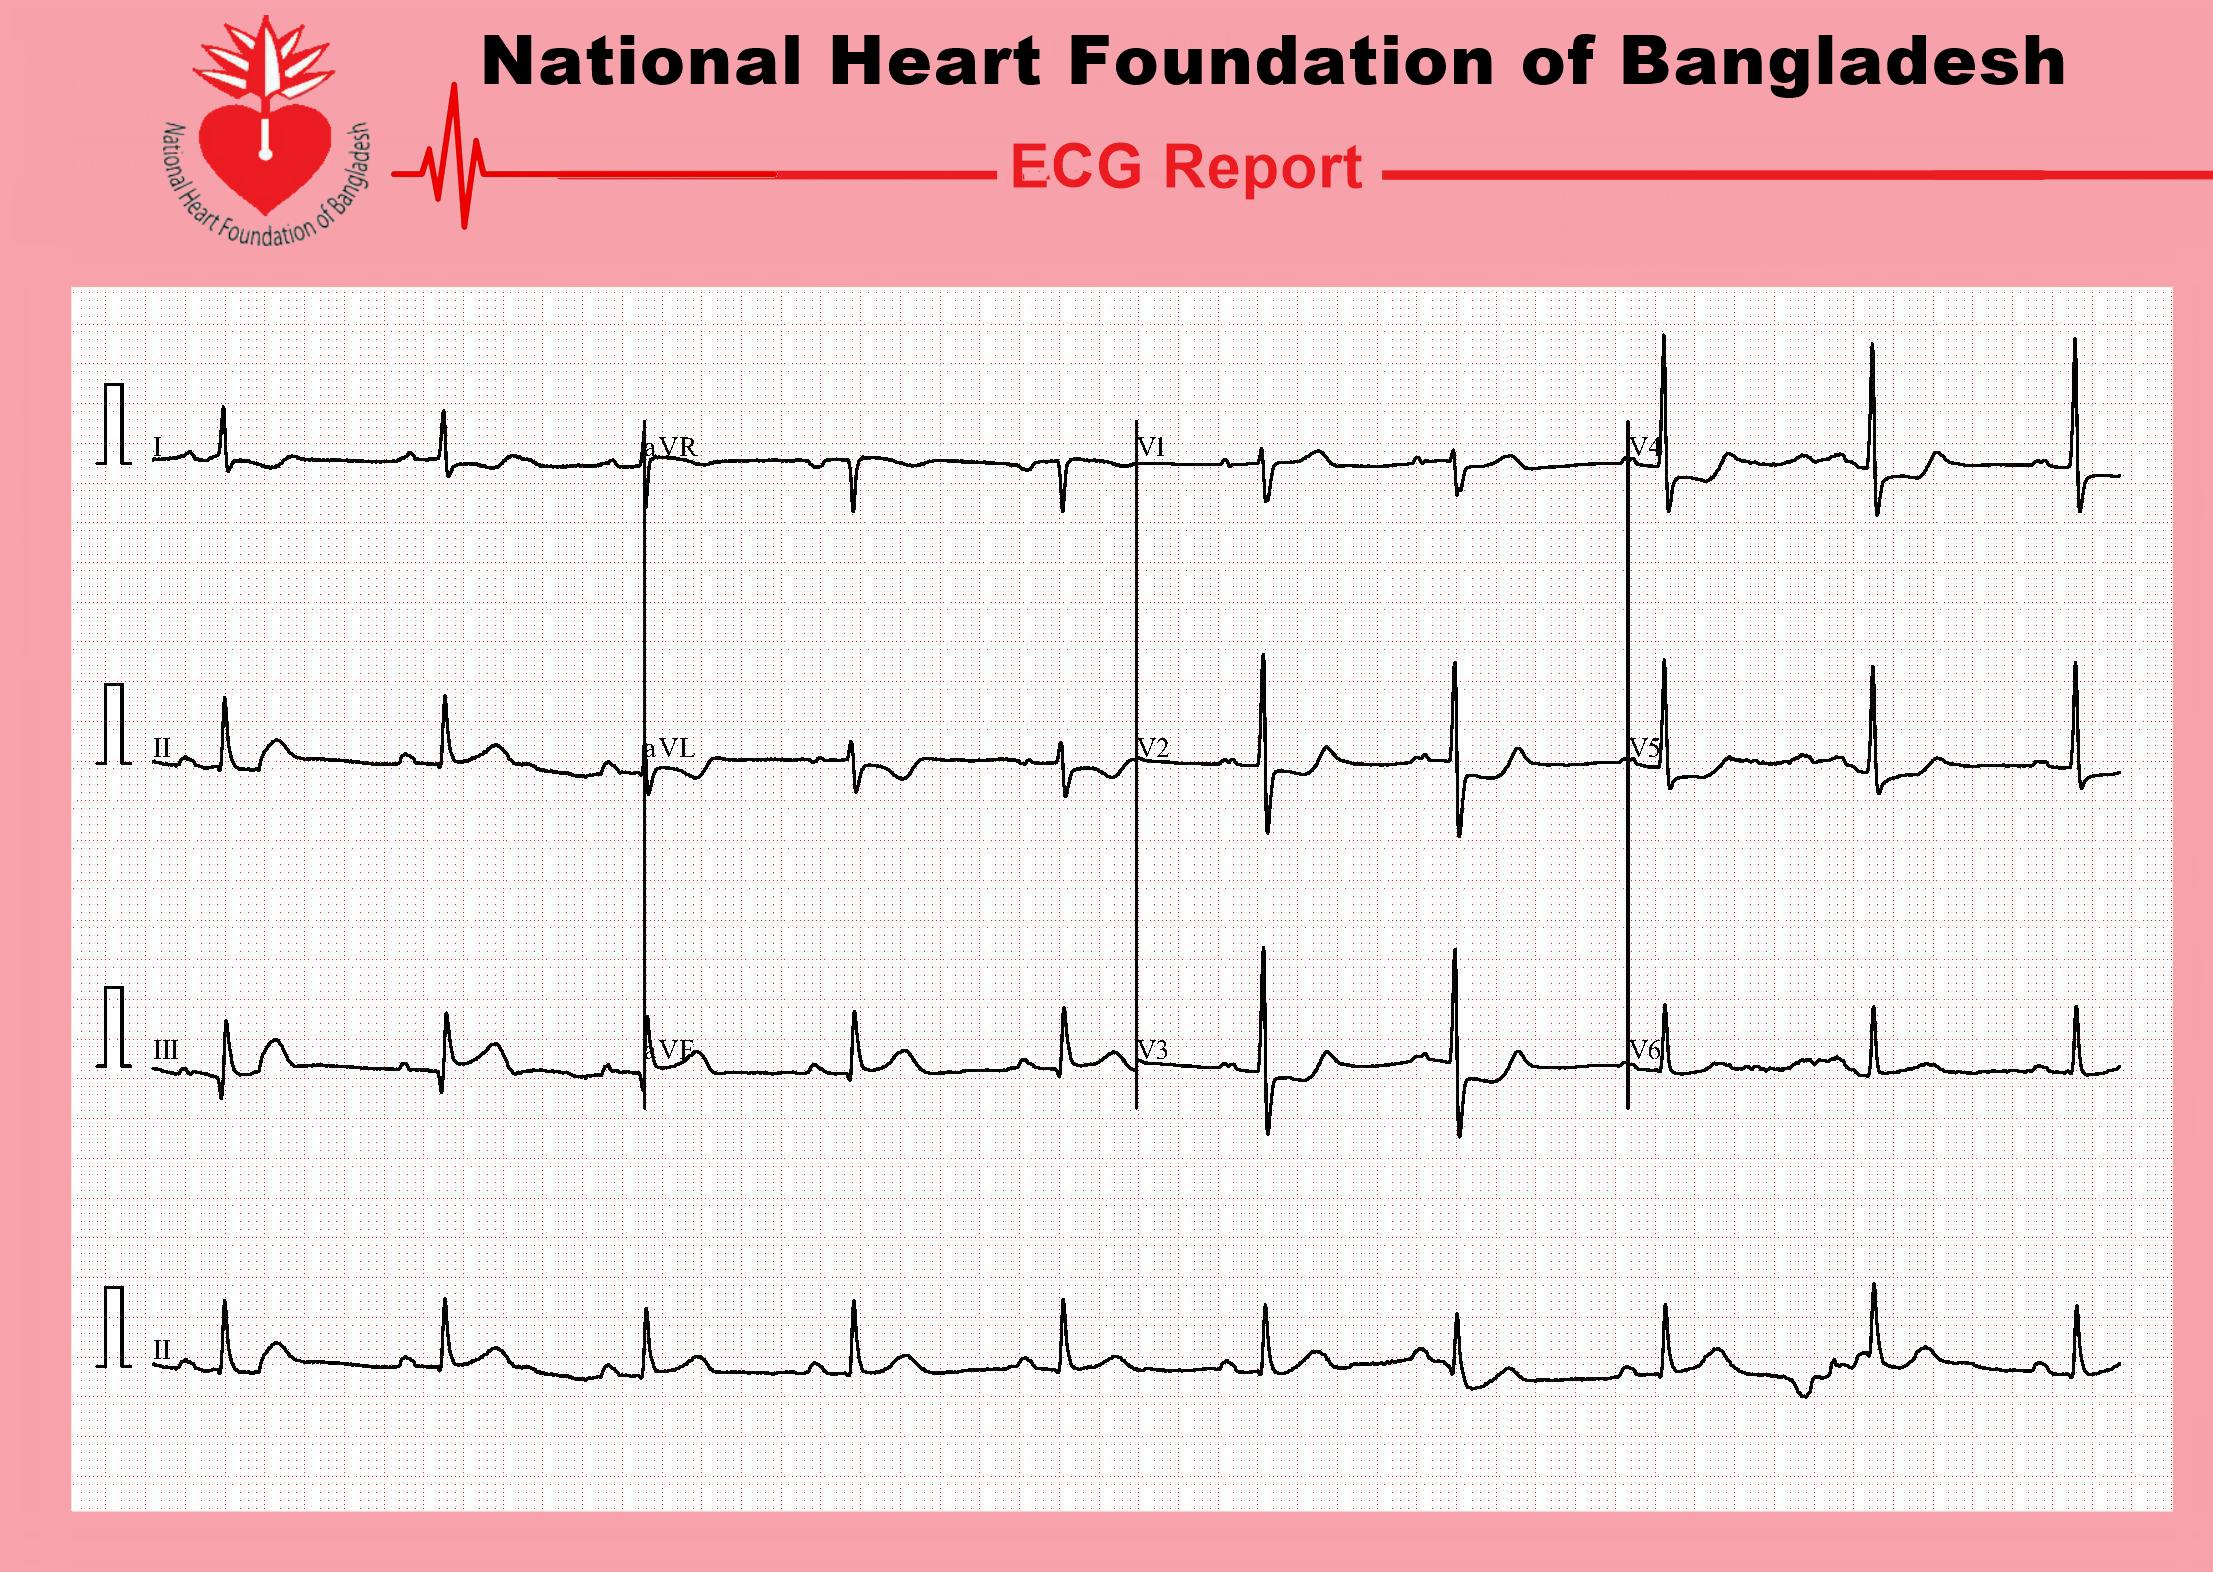 National Heart Foundation of Bangladesh
National Heart Foundation of Bangladesh
ECG Report
I
aVR
V1
V4
II
aVL
V2
V5
III
aVF
V3
V6
II